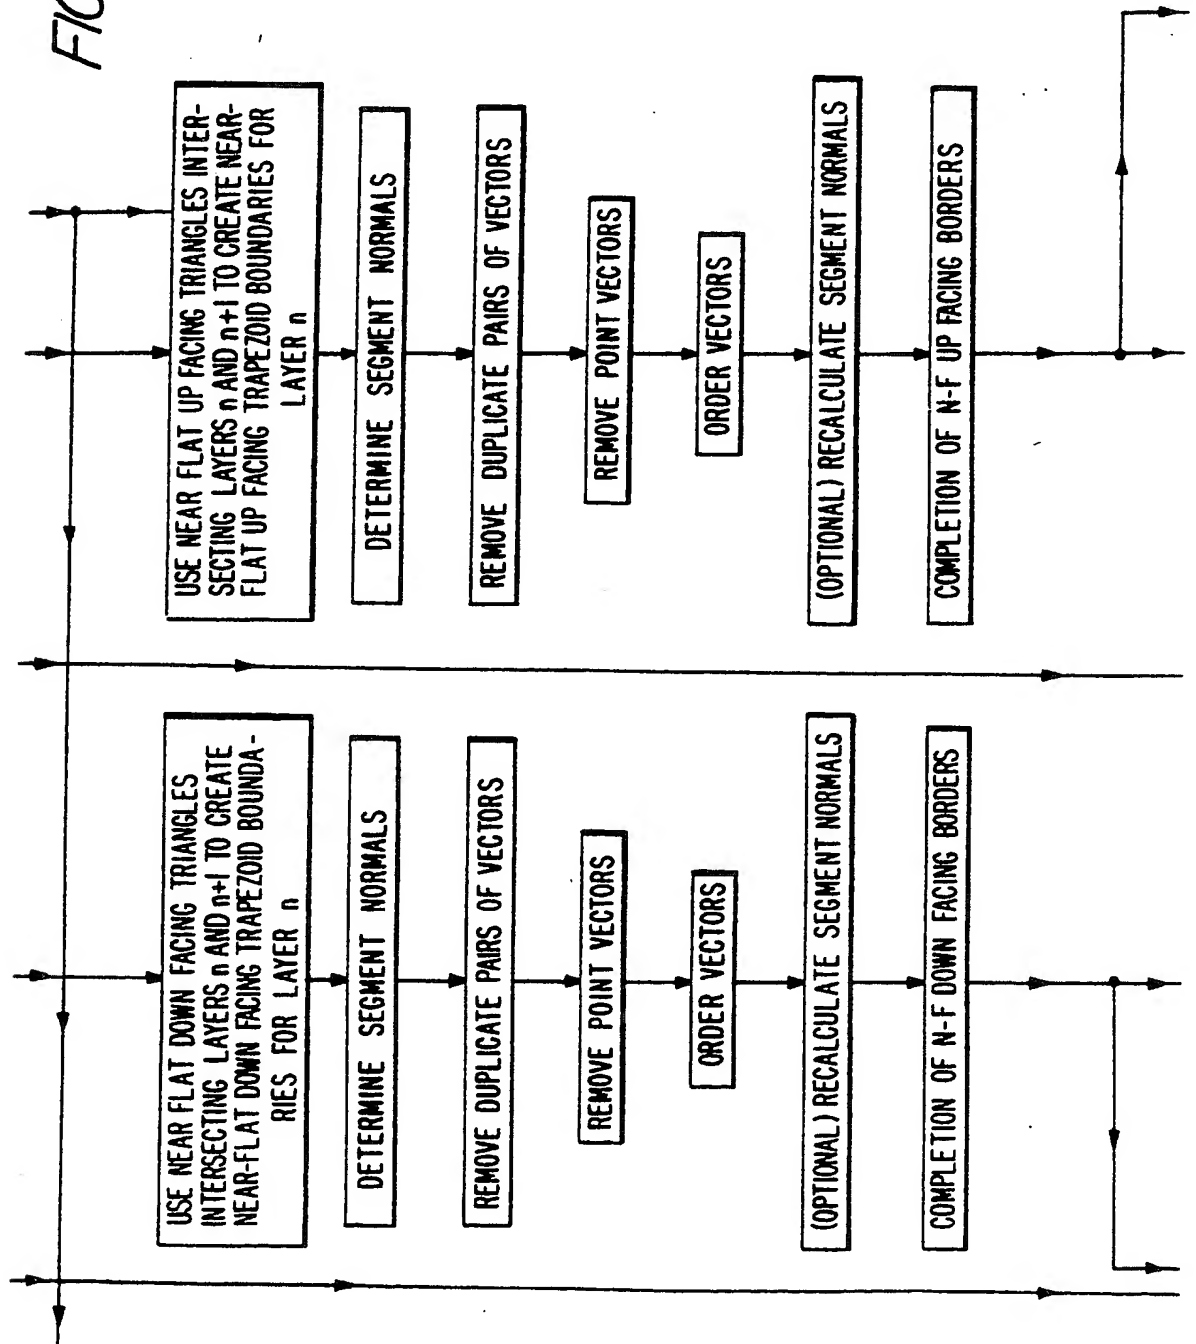 FIG
USE NEAR FLAT DOWN FACING TRIANGLES
INTERSECTING LAYERS n AND n+1 TO CREATE
NEAR-FLAT DOWN FACING TRAPEZOID BOUNDA-
RIES FOR LAYER n
DETERMINE SEGMENT NORMALS
REMOVE DUPLICATE PAIRS OF VECTORS
REMOVE POINT VECTORS
ORDER VECTORS
(OPTIONAL) RECALCULATE SEGMENT NORMALS
COMPLETION OF N-F DOWN FACING BORDERS
USE NEAR FLAT UP FACING TRIANGLES INTER-
SECTING LAYERS n AND n+1 TO CREATE NEAR-
FLAT UP FACING TRAPEZOID BOUNDARIES FOR
LAYER n
DETERMINE SEGMENT NORMALS
REMOVE DUPLICATE PAIRS OF VECTORS
REMOVE POINT VECTORS
ORDER VECTORS
(OPTIONAL) RECALCULATE SEGMENT NORMALS
COMPLETION OF N-F UP FACING BORDERS